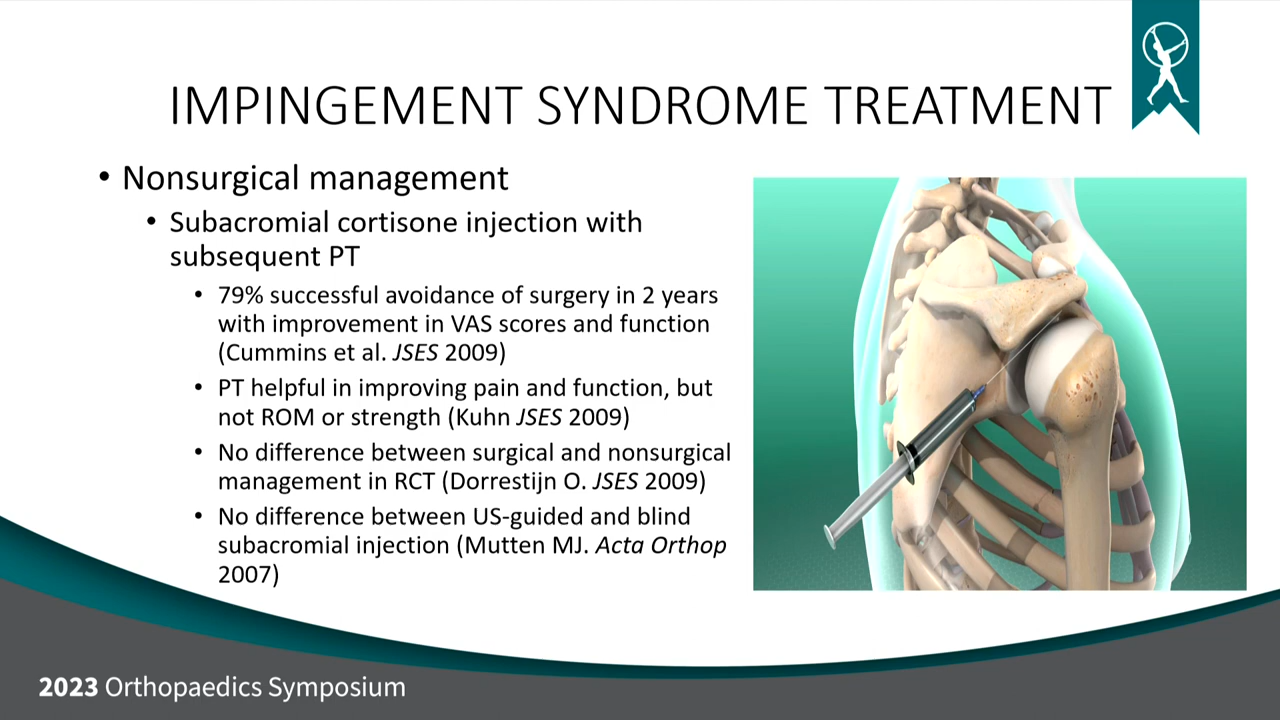 IMPINGEMENT SYNDROME TREATMENT
• Nonsurgical management
• Subacromial cortisone injection with
subsequent PT
• 79% successful avoidance of surgery in 2 years
with improvement in VAS scores and function
(Cummins et al. JSES 2009)
• PT helpful in improving pain and function, but
not ROM or strength (Kuhn JSES 2009)
• No difference between surgical and nonsurgical
management in RCT (Dorrestijn O. JSES 2009)
• No difference between US-guided and blind
subacromial injection (Mutten MJ. Acta Orthop
2007)
2023 Orthopaedics Symposium